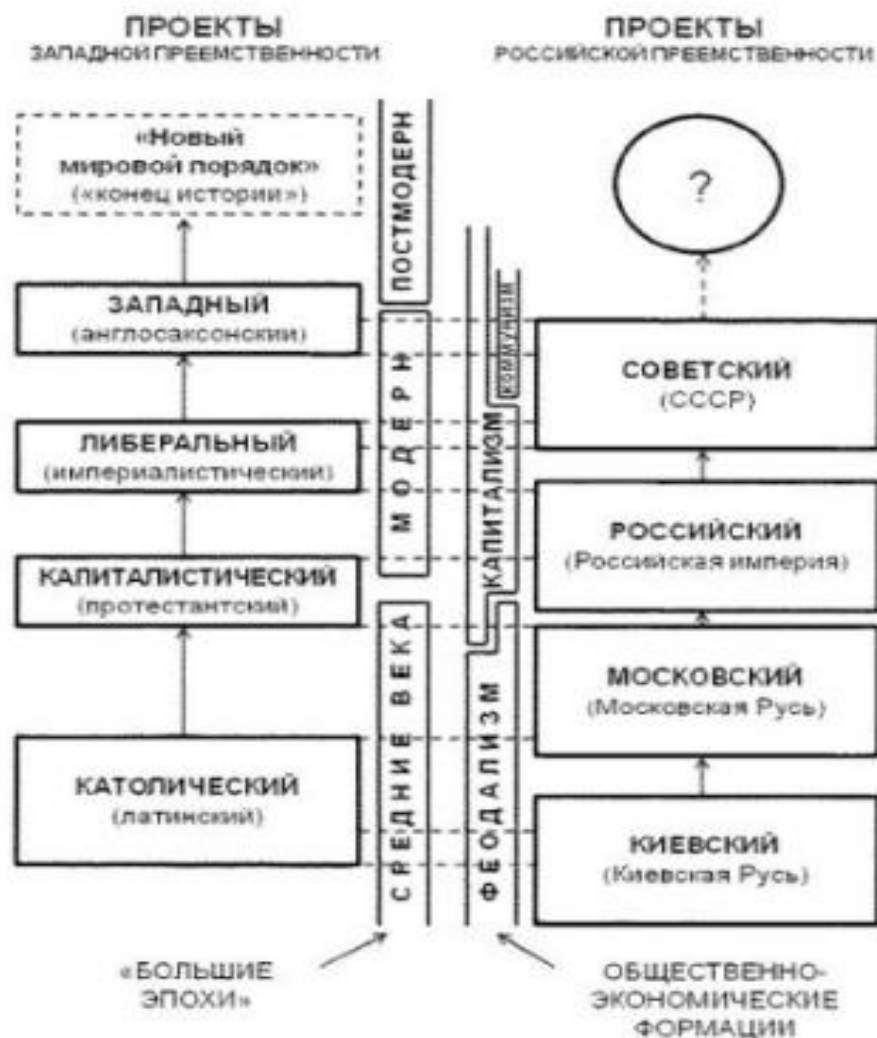 ПРОЕКТЫ
ЗАПАДНОЙ ПРЕЕМСТВЕННОСТИ
«Новый
мировой порядок»
(«конец истории»)
ЗАПАДНЫЙ
(англосаксонский)
ЛИБЕРАЛЬНЫЙ
(империалистический)
КАПИТАЛИСТИЧЕСКИЙ
(протестантский)
КАТОЛИЧЕСКИЙ
(латинский)
ПОСТМОДЕРН
МОДЕРН
СРЕДНИЕ ВЕКА
«БОЛЬШИЕ
ЭПОХИ»
КОММУНИЗМ
КАПИТАЛИЗМ
ФЕОДАЛИЗМ
ОБЩЕСТВЕННО-
ЭКОНОМИЧЕСКИЕ
ФОРМАЦИИ
ПРОЕКТЫ
РОССИЙСКОЙ ПРЕЕМСТВЕННОСТИ
?
СОВЕТСКИЙ
(СССР)
РОССИЙСКИЙ
(Российская империя)
МОСКОВСКИЙ
(Московская Русь)
КИЕВСКИЙ
(Киевская Русь)